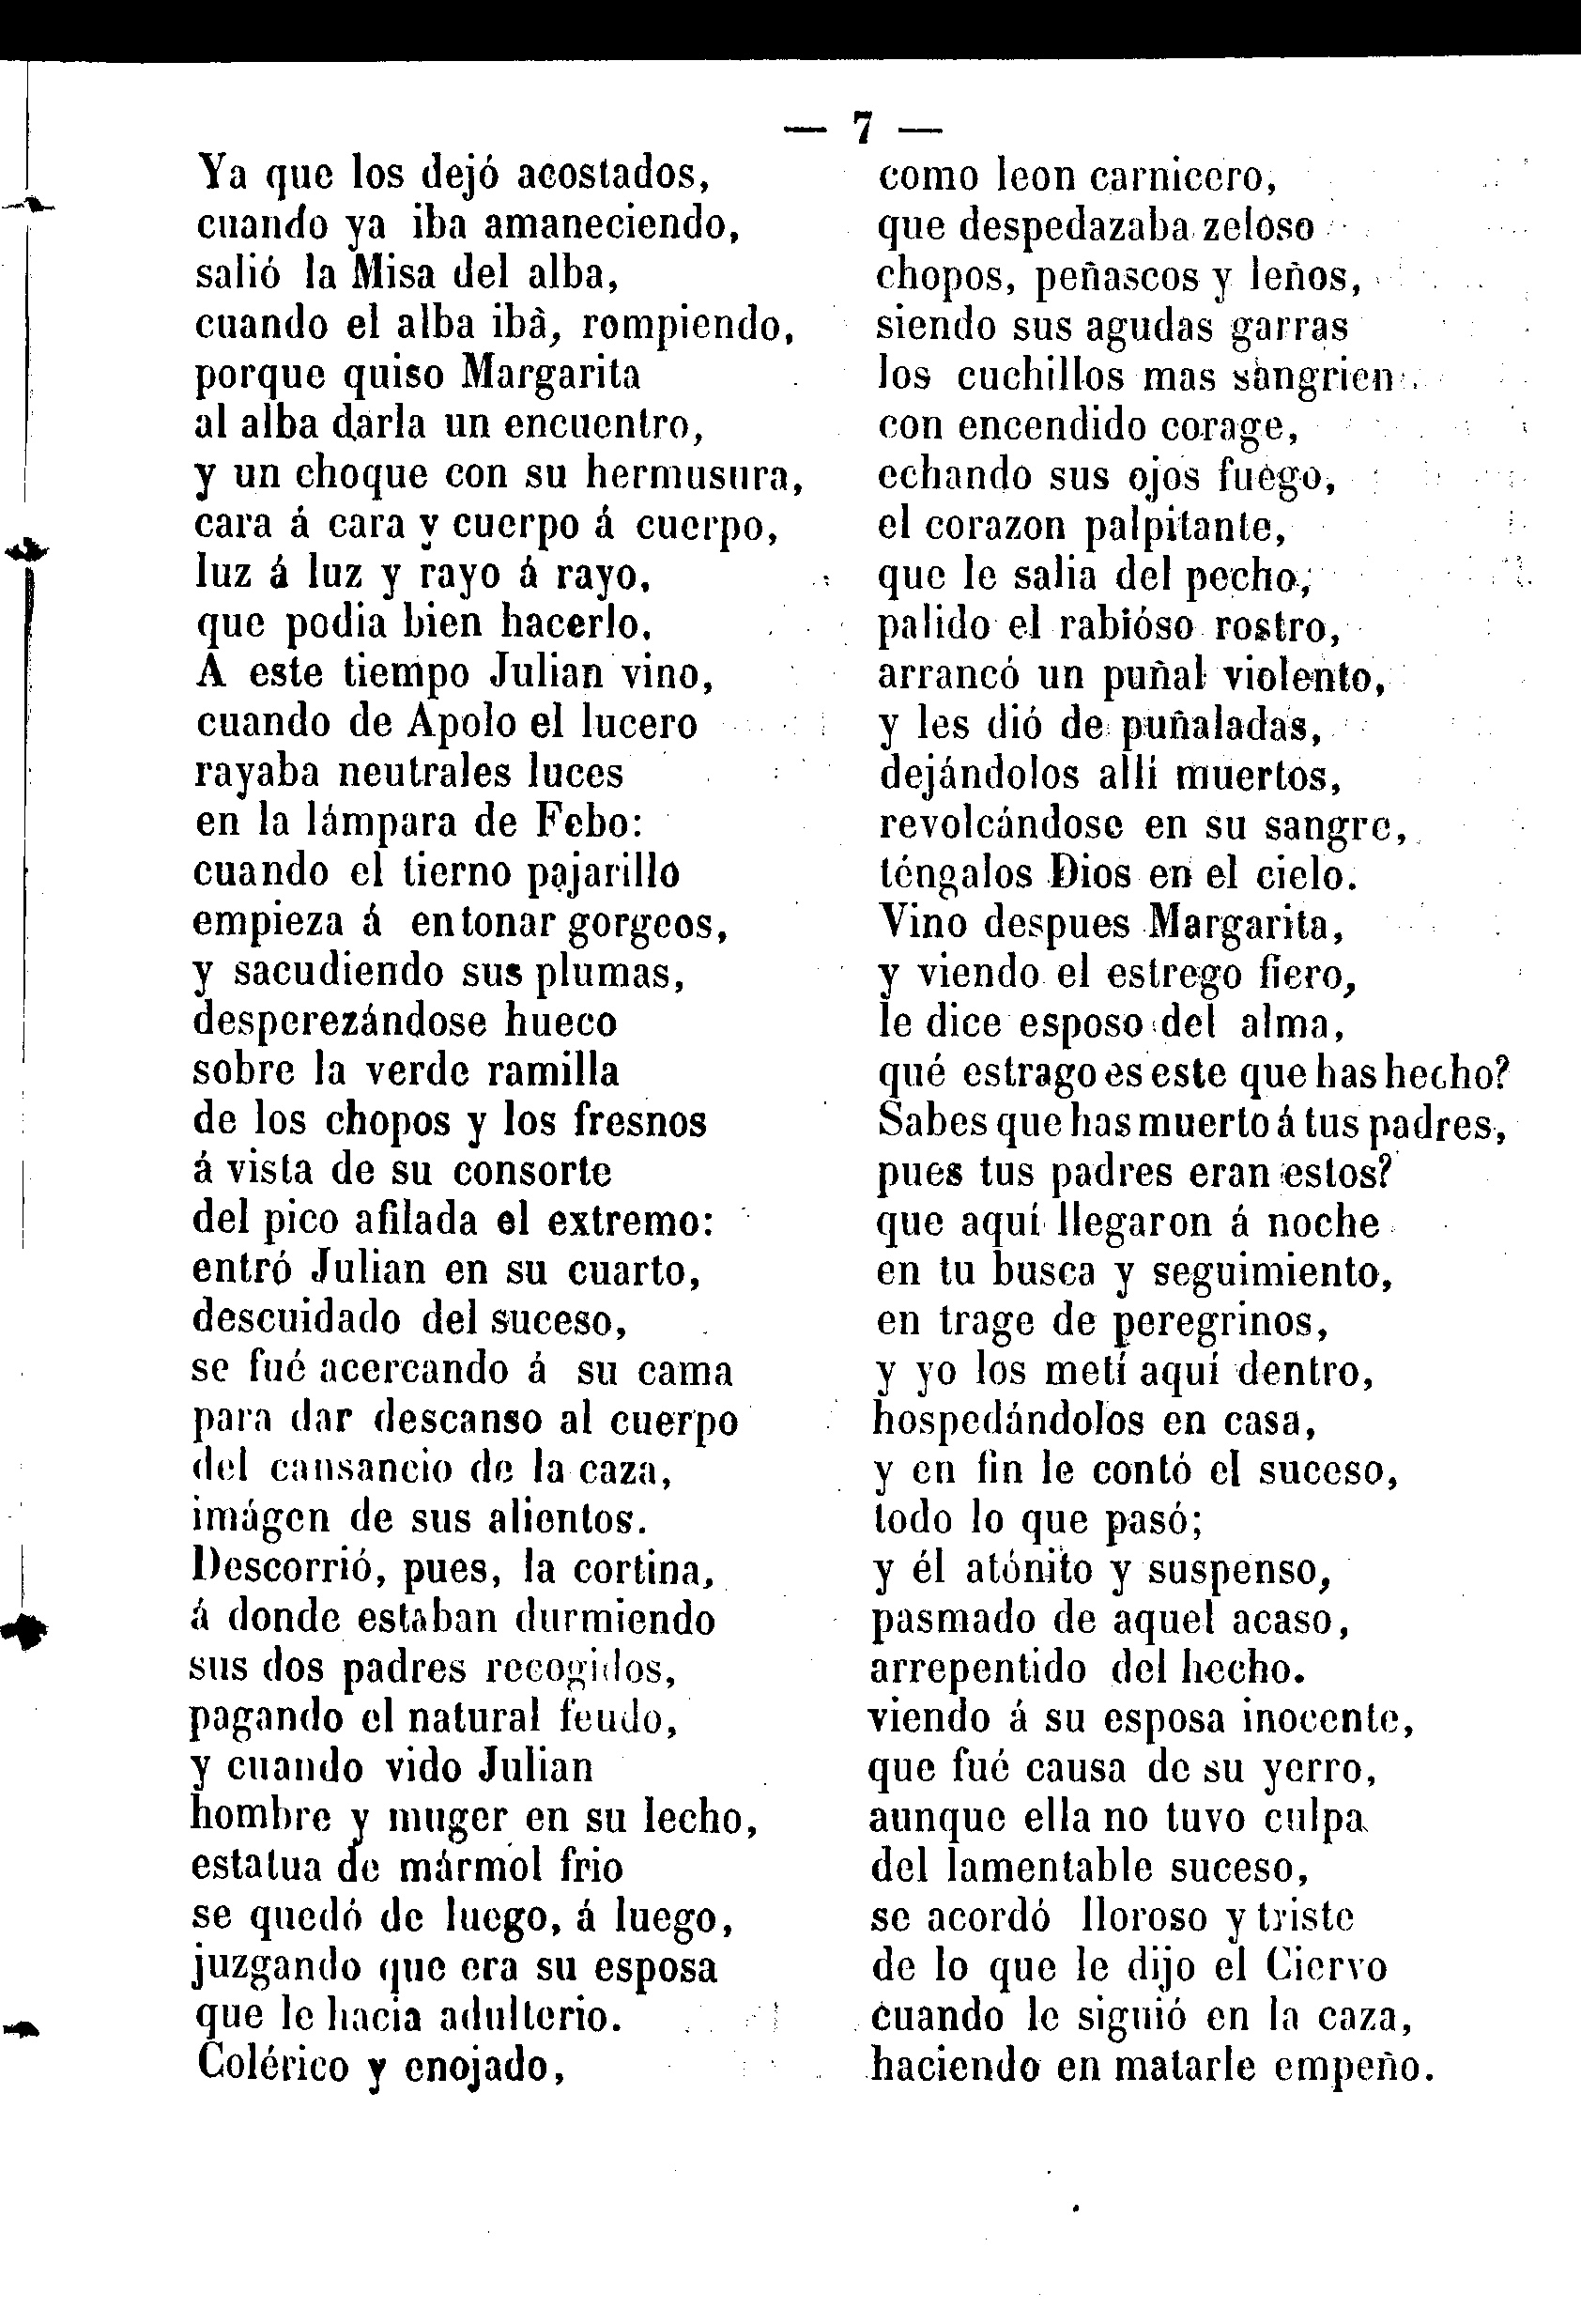 — 7 —
Ya que los dejó acostados,
cuando ya iba amaneciendo,
salió la Misa del alba,
cuando el alba ibà, rompiendo,
porque quiso Margarita
al alba darla un encuentro,
y un choque con su hermusura,
cara á cara y cuerpo á cuerpo,
luz á luz y rayo á rayo,
que podia bien hacerlo.
A este tiempo Julian vino,
cuando de Apolo el lucero
rayaba neutrales luces
en la lámpara de Febo:
cuando el tierno pajarillo
empieza á entonar gorgeos,
y sacudiendo sus plumas,
desperezándose hueco
sobre la verde ramilla
de los chopos y los fresnos
á vista de su consorte
del pico afilada el extremo:
entró Julian en su cuarto,
descuidado del suceso,
se fué acercando á su cama
para dar descanso al cuerpo
del cansancio de la caza,
imágen de sus alientos.
Descorrió, pues, la cortina,
á donde estaban durmiendo
sus dos padres recogidos,
pagando el natural feudo,
y cuando vido Julian
hombre y muger en su lecho,
estatua de mármol frio
se quedó de luego, á luego,
juzgando que era su esposa
que le hacia adulterio.
Colérico y enojado,
como leon carnicero,
que despedazaba zeloso
chopos, peñascos y leños,
siendo sus agudas garras
los cuchillos mas sangrien
con encendido corage,
echando sus ojos fuego,
el corazon palpitante,
que le salia del pecho,
palido el rabióso rostro,
arrancó un puñal violento,
y les dió de puñaladas,
dejándolos allí muertos,
revolcándose en su sangre,
téngalos Dios en el cielo.
Vino despues Margarita,
y viendo el estrego fiero,
le dice esposo del alma,
qué estrago es este que has hecho?
Sabes que has muerto á tus padres,
pues tus padres eran estos?
que aquí llegaron á noche
en tu busca y seguimiento,
en trage de peregrinos,
y yo los metí aquí dentro,
hospedándolos en casa,
y en fin le contó el suceso,
todo lo que pasó;
y él atónito y suspenso,
pasmado de aquel acaso,
arrepentido del hecho.
viendo á su esposa inocente,
que fué causa de su yerro,
aunque ella no tuvo culpa
del lamentable suceso,
se acordó lloroso y triste
de lo que le dijo el Ciervo
cuando le siguió en la caza,
haciendo en matarle empeño.